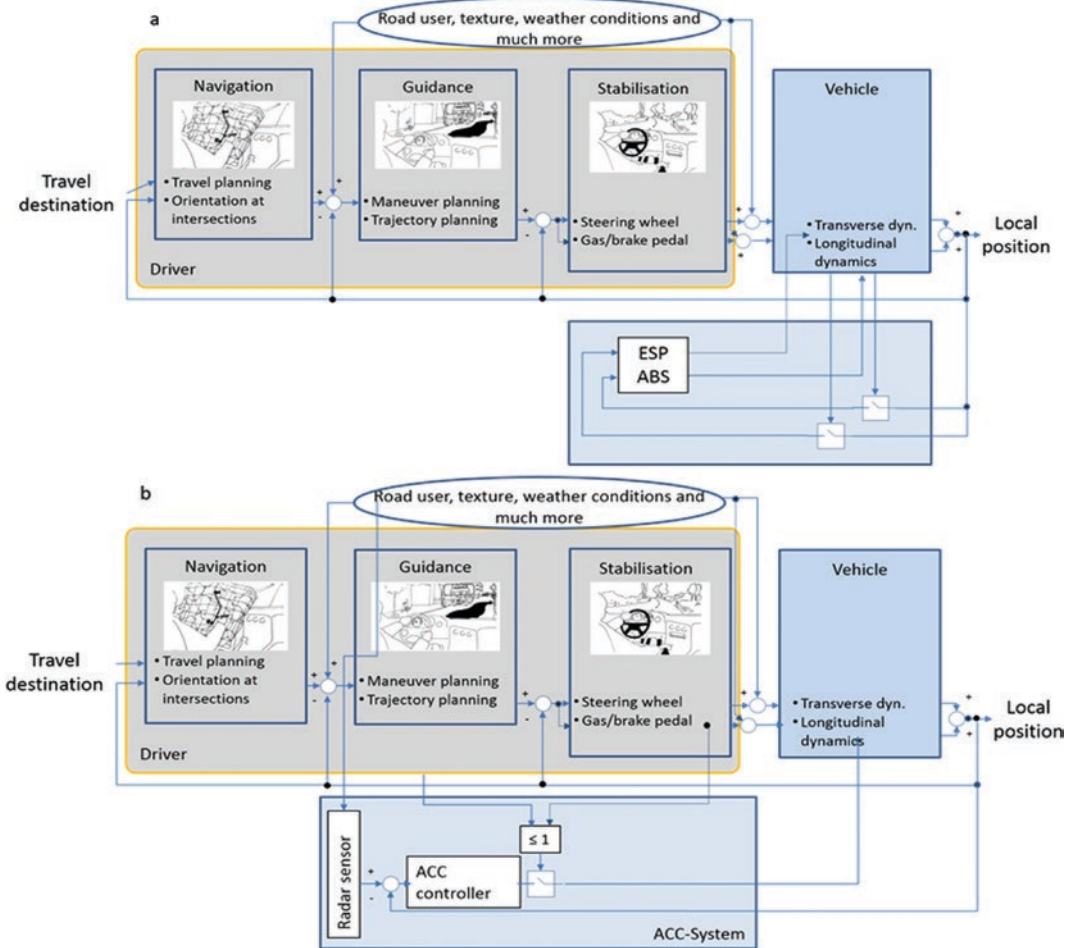 a
Road user, texture, weather conditions and
much more
Navigation
Guidance
Stabilisation
Vehicle
Travel
destination
• Travel planning
• Orientation at
intersections
+
-
+
• Maneuver planning
• Trajectory planning
+
-
• Steering wheel
• Gas/brake pedal
+
+
• Transverse dyn.
• Longitudinal
dynamics
+
+
Local
position
Driver
ESP
ABS
b
Road user, texture, weather conditions and
much more
Navigation
Guidance
Stabilisation
Vehicle
Travel
destination
• Travel planning
• Orientation at
intersections
+
-
+
• Maneuver planning
• Trajectory planning
+
-
• Steering wheel
• Gas/brake pedal
+
+
• Transverse dyn.
• Longitudinal
dynamics
+
+
Local
position
Driver
Radar sensor
+
-
ACC
controller
≤ 1
ACC-System